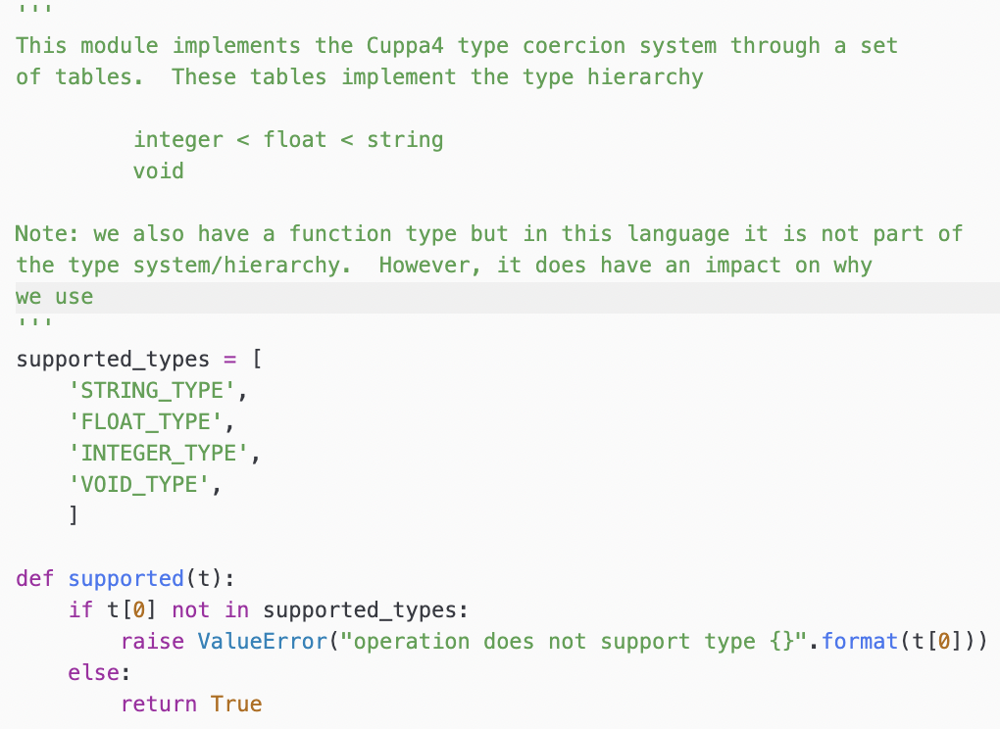 '''
This module implements the Cuppa4 type coercion system through a set
of tables.  These tables implement the type hierarchy
integer < float < string
void
Note: we also have a function type but in this language it is not part of
the type system/hierarchy.  However, it does have an impact on why
we use
'''
supported_types = [
    'STRING_TYPE',
    'FLOAT_TYPE',
    'INTEGER_TYPE',
    'VOID_TYPE',
    ]
def supported(t):
    if t[0] not in supported_types:
        raise ValueError("operation does not support type {}".format(t[0]))
    else:
        return True